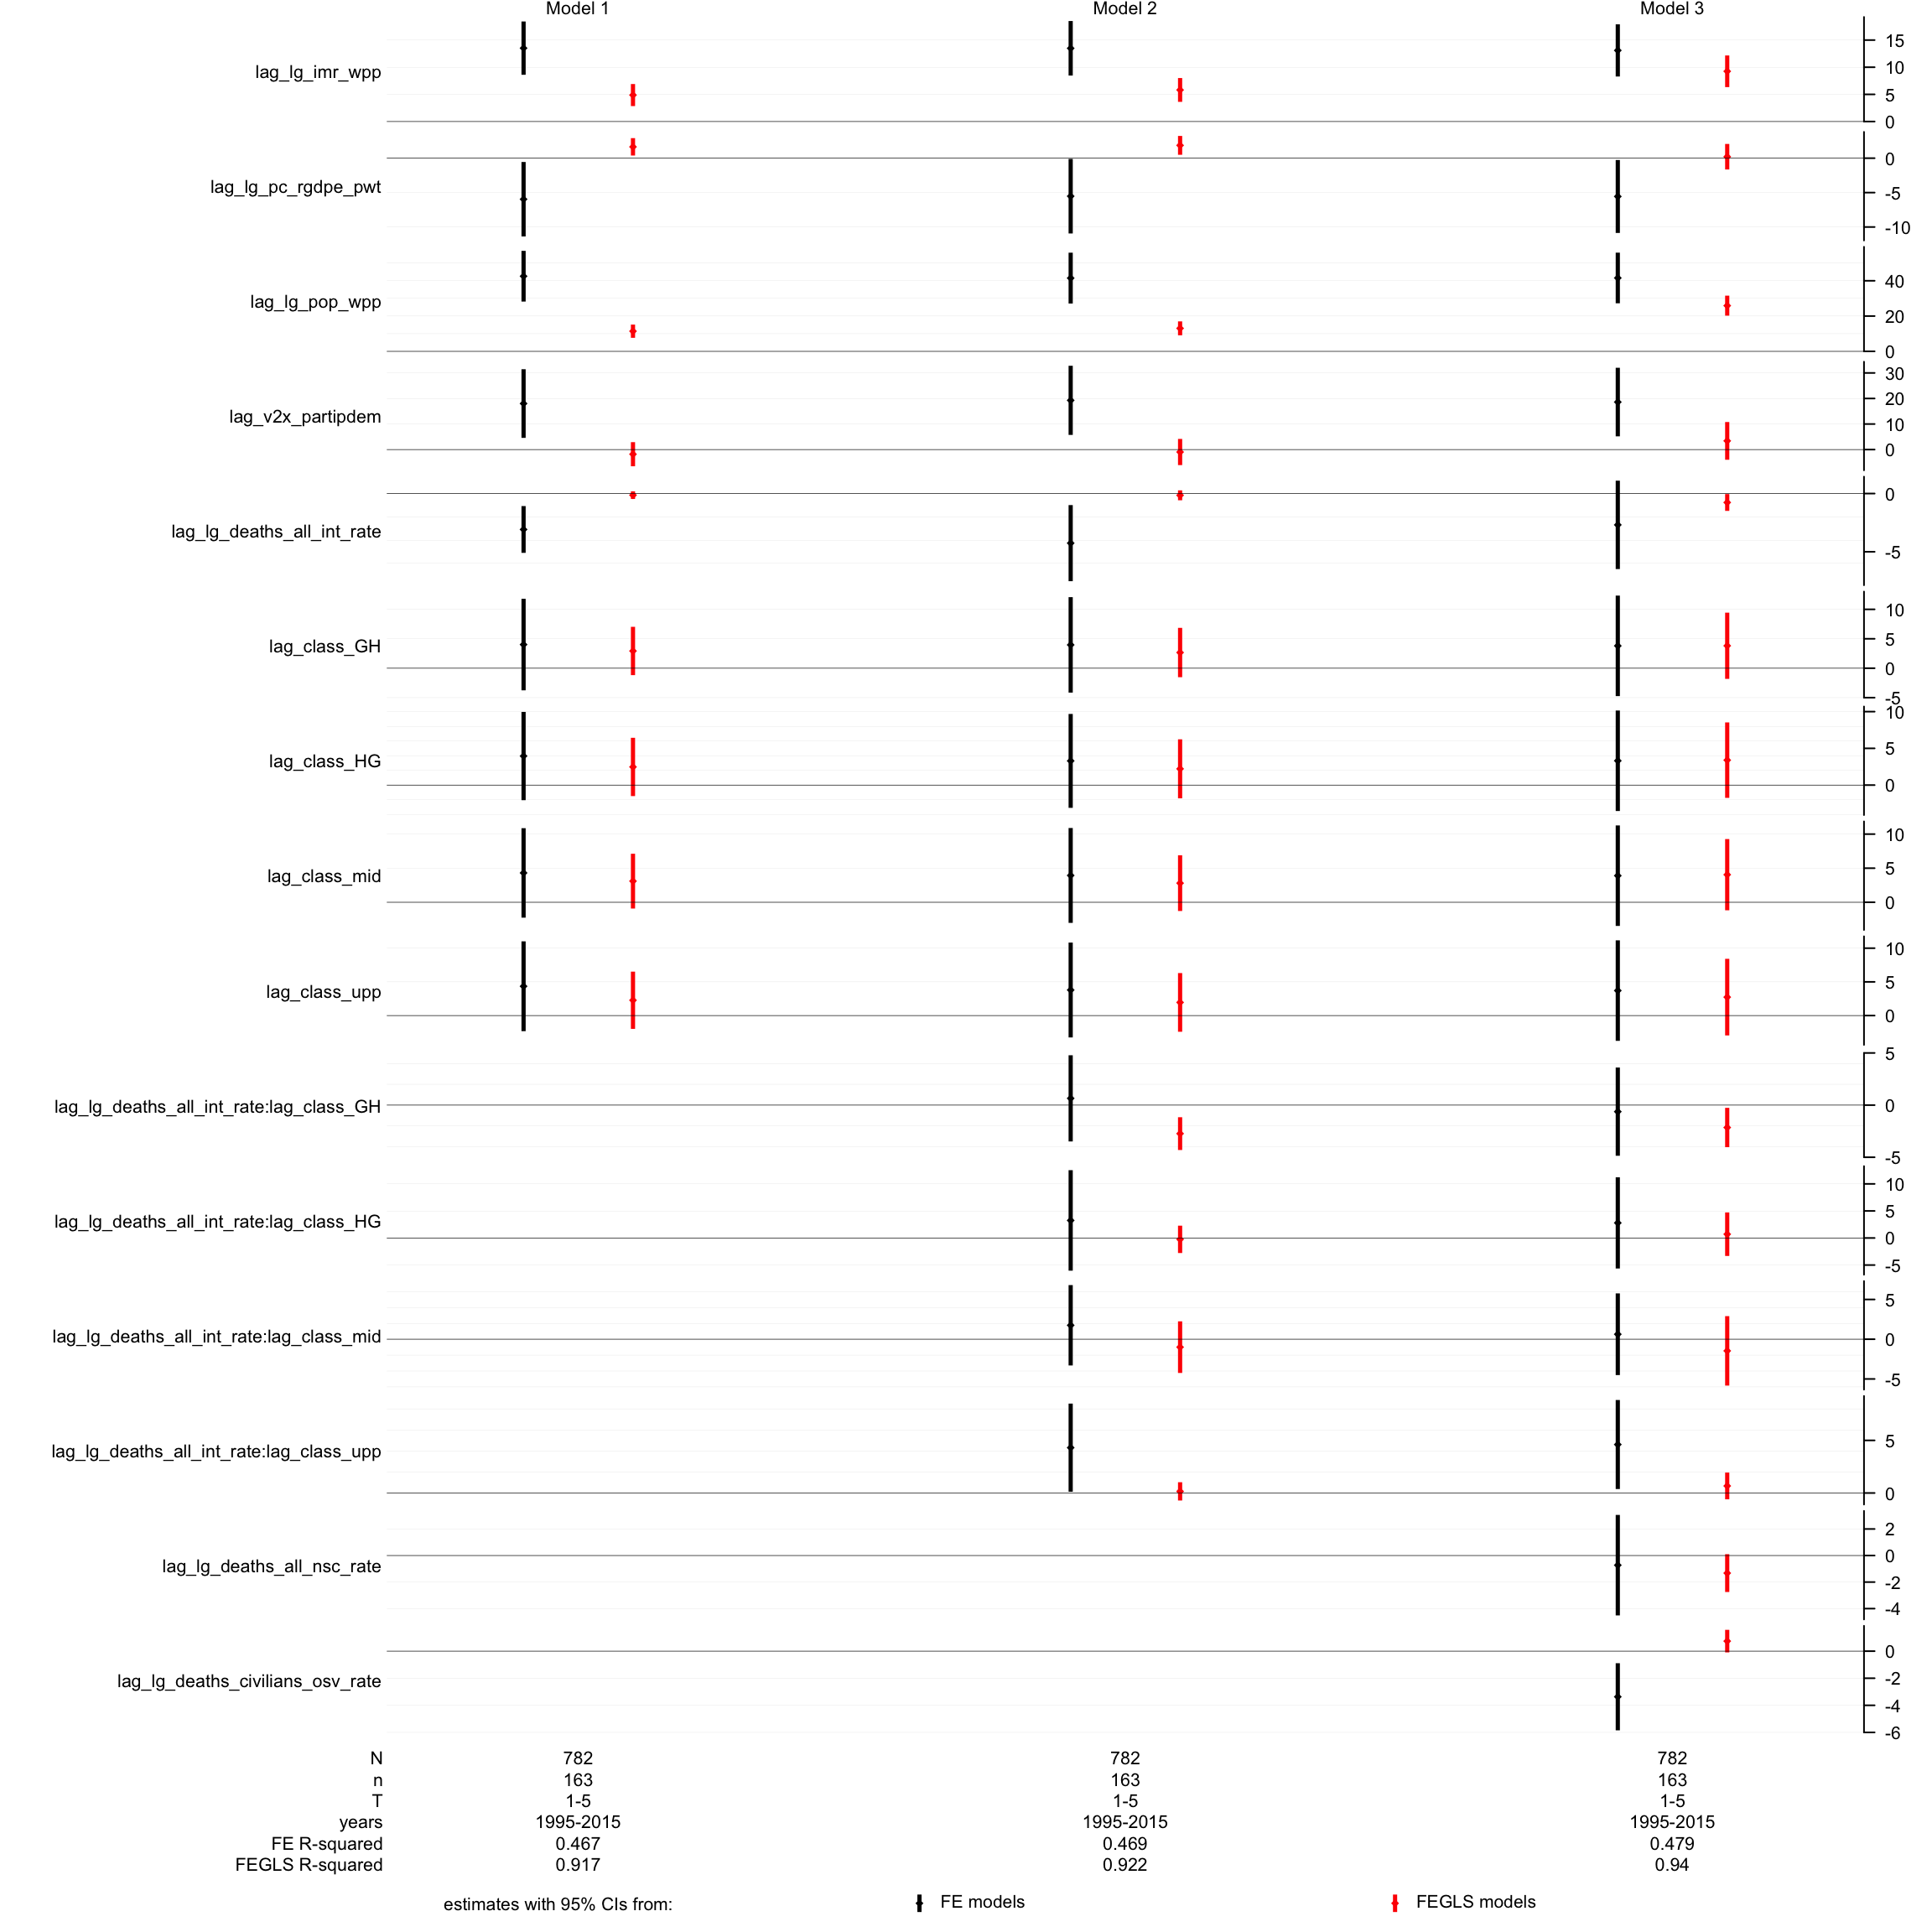 Model 1 Model 2 Model 3
lag_lg_imr_wpp 15 10 5 0
lag_lg_pc_rgdpe_pwt 0 -5 -10
lag_lg_pop_wpp 40 20 0
lag_v2x_partipdem 30 20 10 0
lag_lg_deaths_all_int_rate 0 -5
lag_class_GH 10 5 0 -5
lag_class_HG 10 5 0
lag_class_mid 10 5 0
lag_class_upp 10 5 0
lag_lg_deaths_all_int_rate:lag_class_GH 5 0 -5
lag_lg_deaths_all_int_rate:lag_class_HG 10 5 0 -5
lag_lg_deaths_all_int_rate:lag_class_mid 5 0 -5
lag_lg_deaths_all_int_rate:lag_class_upp 5 0
lag_lg_deaths_all_nsc_rate 2 0 -2 -4
lag_lg_deaths_civilians_osv_rate 0 -2 -4 -6
N 782 782 782
n 163 163 163
T 1-5 1-5 1-5
years 1995-2015 1995-2015 1995-2015
FE R-squared 0.467 0.469 0.479
FEGLS R-squared 0.917 0.922 0.94
estimates with 95% CIs from: FE models FEGLS models